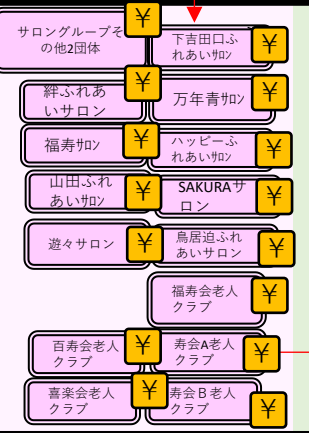 サロングループそ
の他2団体
¥
下吉田口ふ
れあいサロン
¥
絆ふれあ
いサロン
¥
万年青サロン
¥
福寿サロン
¥
ハッピーふ
れあいサロン
¥
山田ふれ
あいサロン
¥
SAKURAサ
ロン
¥
遊々サロン
¥
鳥居迫ふれ
あいサロン
¥
福寿会老人
クラブ
¥
百寿会老人
クラブ
¥
寿会A老人
クラブ
¥
喜楽会老人
クラブ
¥
寿会B老人
クラブ
¥